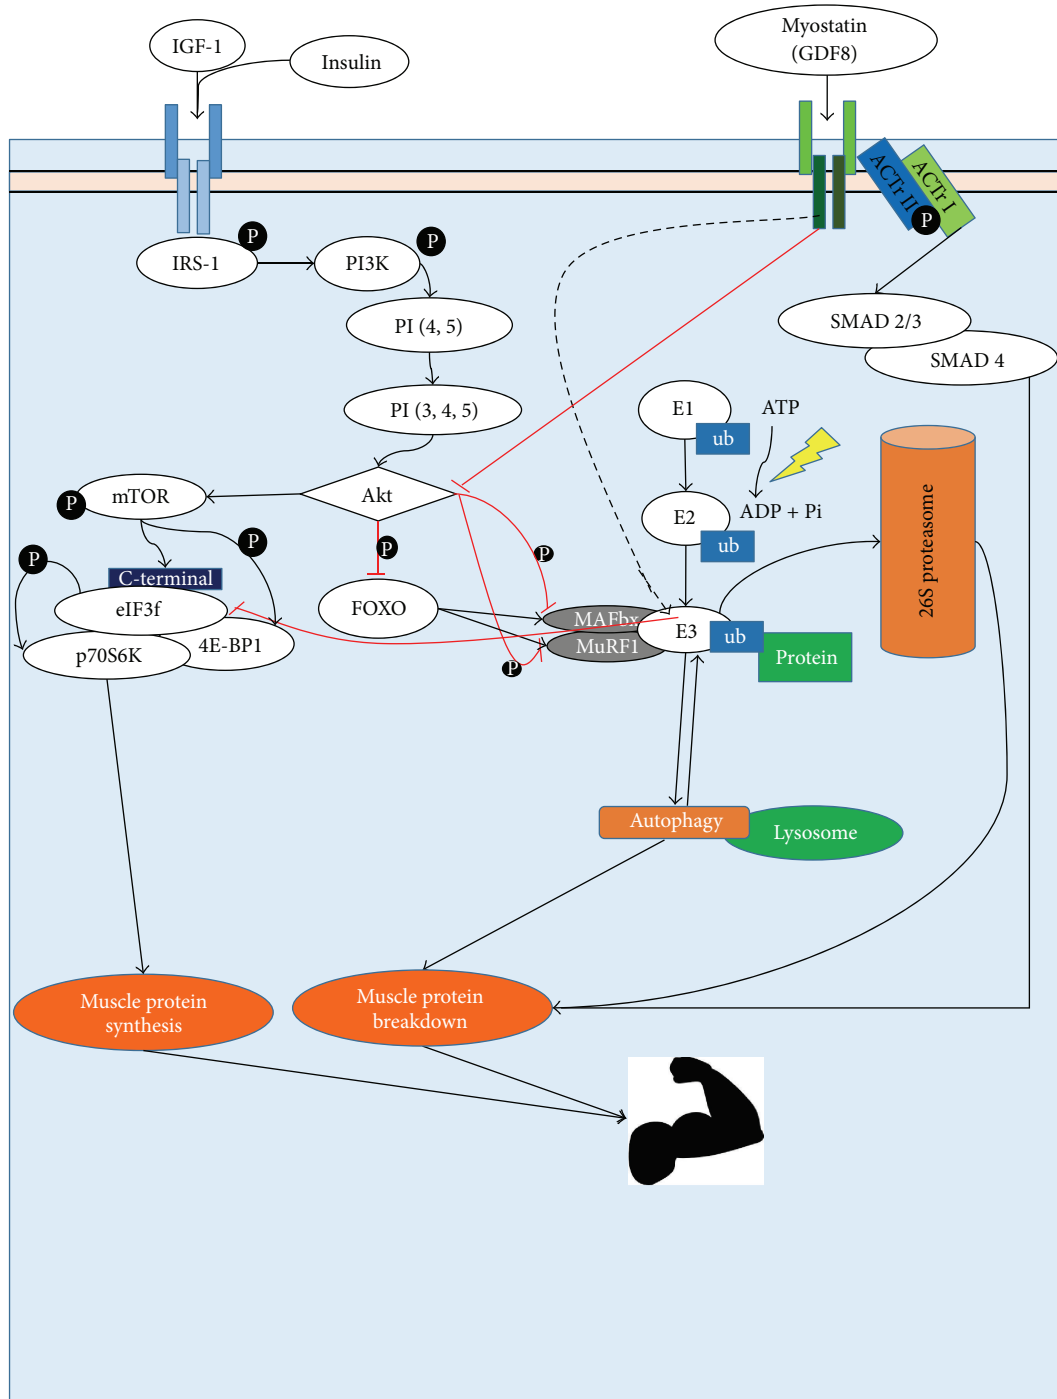 IGF-1
Insulin
Myostatin
(GDF8)
ACTr II
ACTr I
P
P
P
IRS-1
PI3K
PI (4, 5)
SMAD 2/3
SMAD 4
PI (3, 4, 5)
E1
ub
ATP
mTOR
P
Akt
E2
ub
ADP + Pi
P
P
P
P
C-terminal
eIF3f
4E-BP1
p70S6K
FOXO
MAFbx
MuRF1
P
E3
ub
Protein
26S proteasome
Autophagy
Lysosome
Muscle protein
synthesis
Muscle protein
breakdown